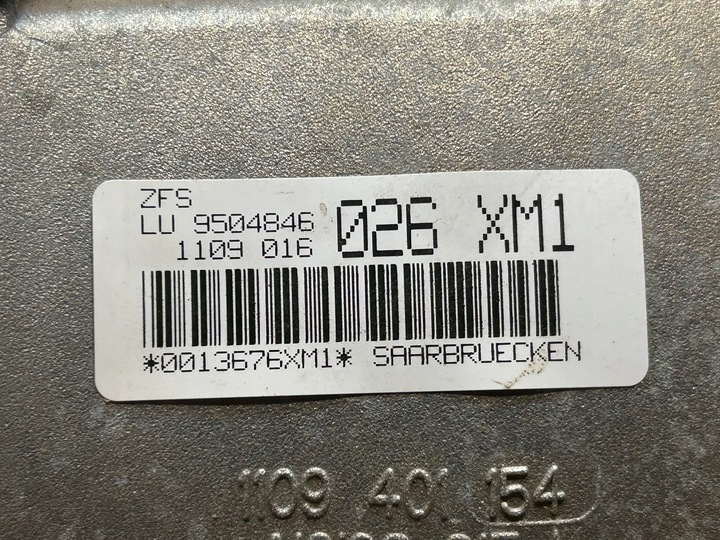 ZFS
LU 9504846
1109 016
026 XM1
*0013676XM1* SAARBRUECKEN
1109 401 154